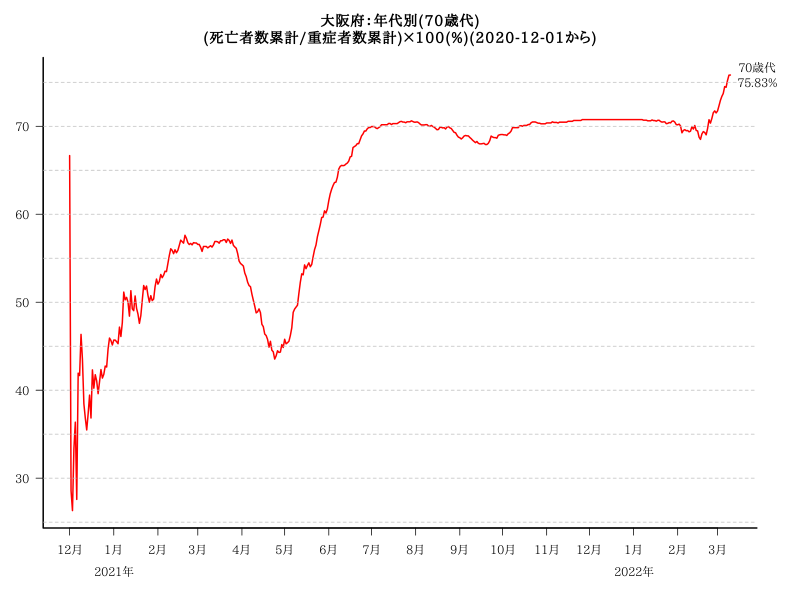 大阪府：年代別(70歳代)
(死亡者数累計/重症者数累計)×100(%)(2020-12-01から)
70歳代
75.83%
70
60
50
40
30
12月 1月 2月 3月 4月 5月 6月 7月 8月 9月 10月 11月 12月 1月 2月 3月
2021年 2022年